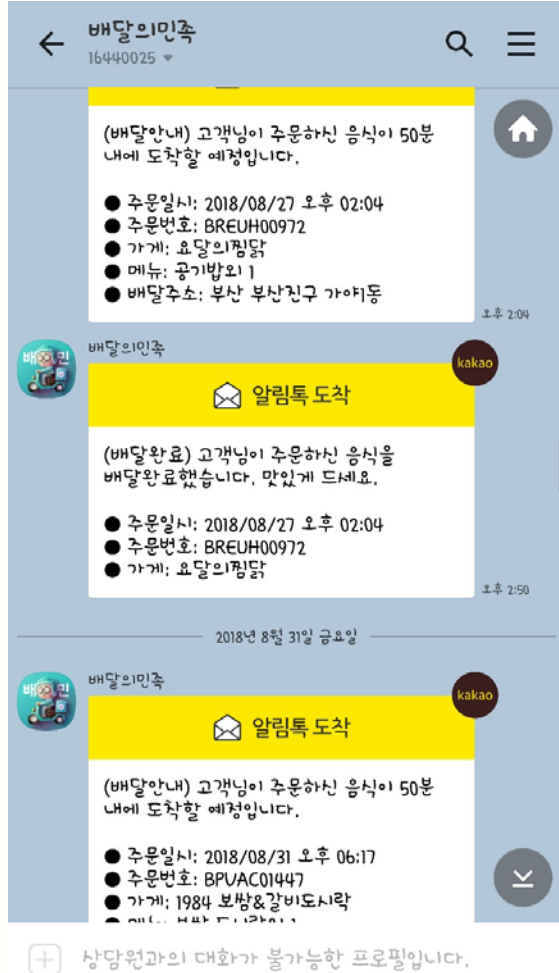 배달의민족
16440025
(배달안내) 고객님이 주문하신 음식이 50분
내에 도착할 예정입니다.
● 주문일시: 2018/08/27 오후 02:04
● 주문번호: BREUH00972
● 가게: 요달의찜닭
● 메뉴: 공기밥외 1
● 배달주소: 부산 부산진구 가야1동
오후 2:04
배달의민족
kakao
알림톡 도착
(배달완료) 고객님이 주문하신 음식을
배달완료했습니다. 맛있게 드세요.
● 주문일시: 2018/08/27 오후 02:04
● 주문번호: BREUH00972
● 가게: 요달의찜닭
오후 2:50
2018년 8월 31일 금요일
배달의민족
kakao
알림톡 도착
(배달안내) 고객님이 주문하신 음식이 50분
내에 도착할 예정입니다.
● 주문일시: 2018/08/31 오후 06:17
● 주문번호: BPUAC01447
● 가게: 1984 보쌈&갈비도시락
상담원과의 대화가 불가능한 프로필입니다.